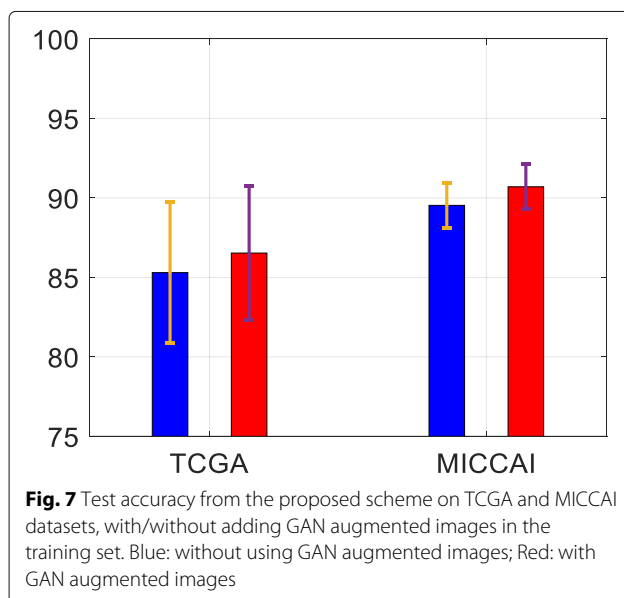 100
95
90
85
80
75
TCGA MICCAI
Fig. 7 Test accuracy from the proposed scheme on TCGA and MICCAI
datasets, with/without adding GAN augmented images in the
training set. Blue: without using GAN augmented images; Red: with
GAN augmented images